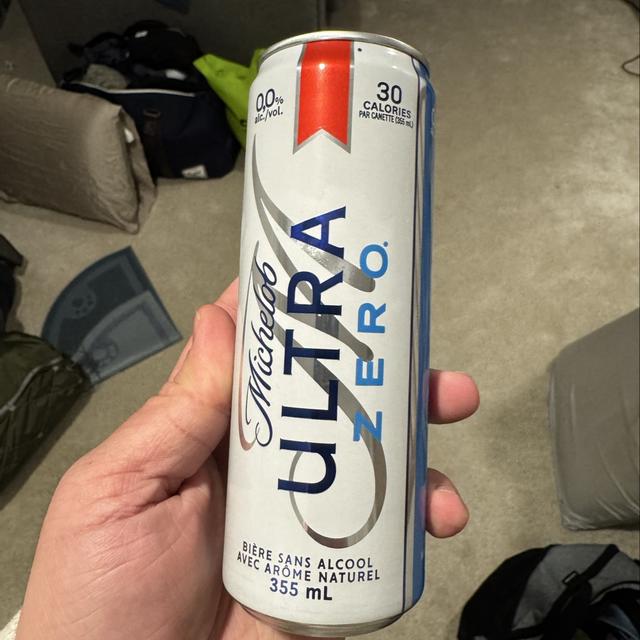 0,0%
alc./vol.
30
CALORIES
PAR CANETTE (355 mL)
Michelob
ULTRA
ZERO
BIÈRE SANS ALCOOL
AVEC ARÔME NATUREL
355 mL